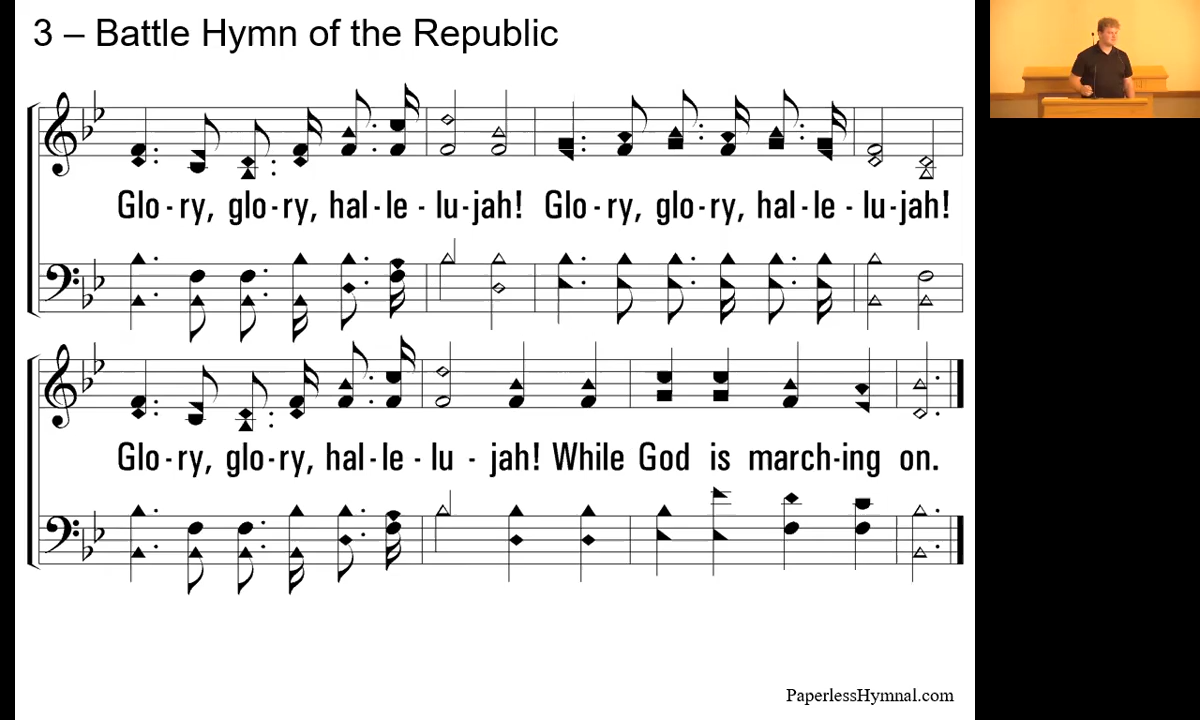 3 – Battle Hymn of the Republic
Glo - ry, glo - ry, hal - le - lu - jah! Glo - ry, glo - ry, hal - le - lu - jah!
Glo - ry, glo - ry, hal - le - lu - jah! While God is march - ing on.
PaperlessHymnal.com